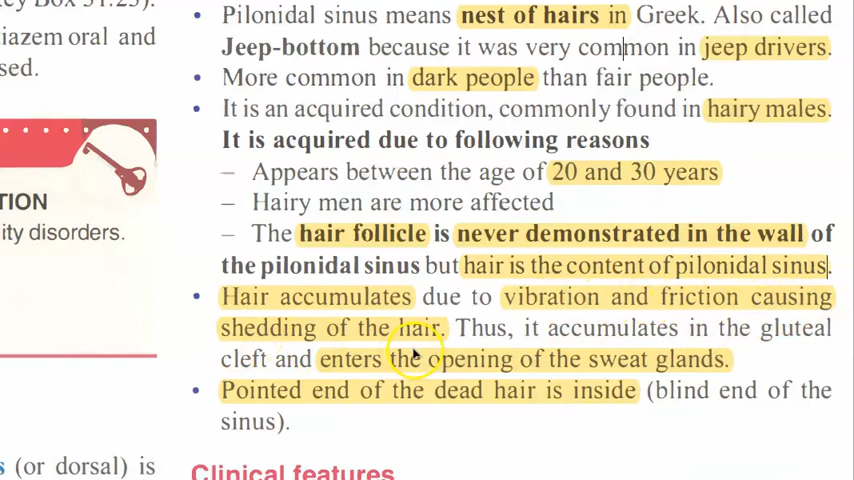 ey Box 31.25).
iazem oral and
sed.
TION
ity disorders.
s (or dorsal) is
• Pilonidal sinus means nest of hairs in Greek. Also called
Jeep-bottom because it was very common in jeep drivers.
• More common in dark people than fair people.
• It is an acquired condition, commonly found in hairy males.
It is acquired due to following reasons
– Appears between the age of 20 and 30 years
– Hairy men are more affected
– The hair follicle is never demonstrated in the wall of
the pilonidal sinus but hair is the content of pilonidal sinus.
• Hair accumulates due to vibration and friction causing
shedding of the hair. Thus, it accumulates in the gluteal
cleft and enters the opening of the sweat glands.
• Pointed end of the dead hair is inside (blind end of the
sinus).
Clinical features